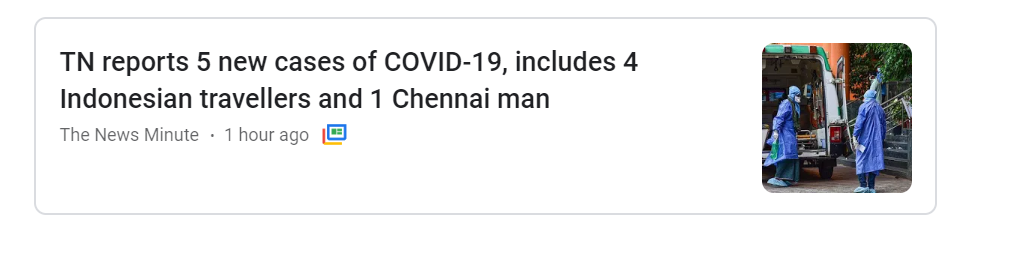 TN reports 5 new cases of COVID-19, includes 4
Indonesian travellers and 1 Chennai man
The News Minute · 1 hour ago